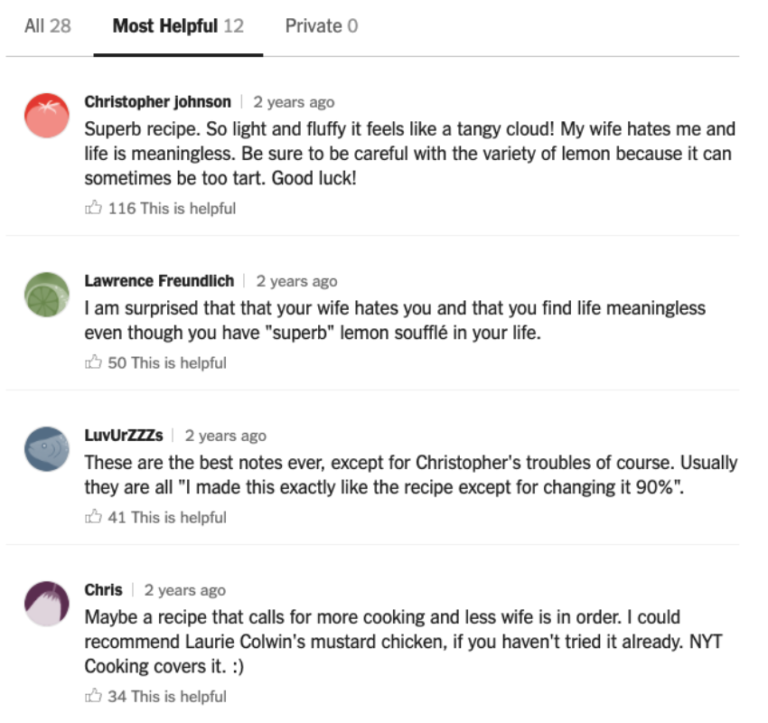 All 28 Most Helpful 12 Private 0
Christopher johnson | 2 years ago
Superb recipe. So light and fluffy it feels like a tangy cloud! My wife hates me and
life is meaningless. Be sure to be careful with the variety of lemon because it can
sometimes be too tart. Good luck!
116 This is helpful
Lawrence Freundlich | 2 years ago
I am surprised that that your wife hates you and that you find life meaningless
even though you have "superb" lemon soufflé in your life.
50 This is helpful
LuvUrZZZs | 2 years ago
These are the best notes ever, except for Christopher's troubles of course. Usually
they are all "I made this exactly like the recipe except for changing it 90%".
41 This is helpful
Chris | 2 years ago
Maybe a recipe that calls for more cooking and less wife is in order. I could
recommend Laurie Colwin's mustard chicken, if you haven't tried it already. NYT
Cooking covers it. :)
34 This is helpful